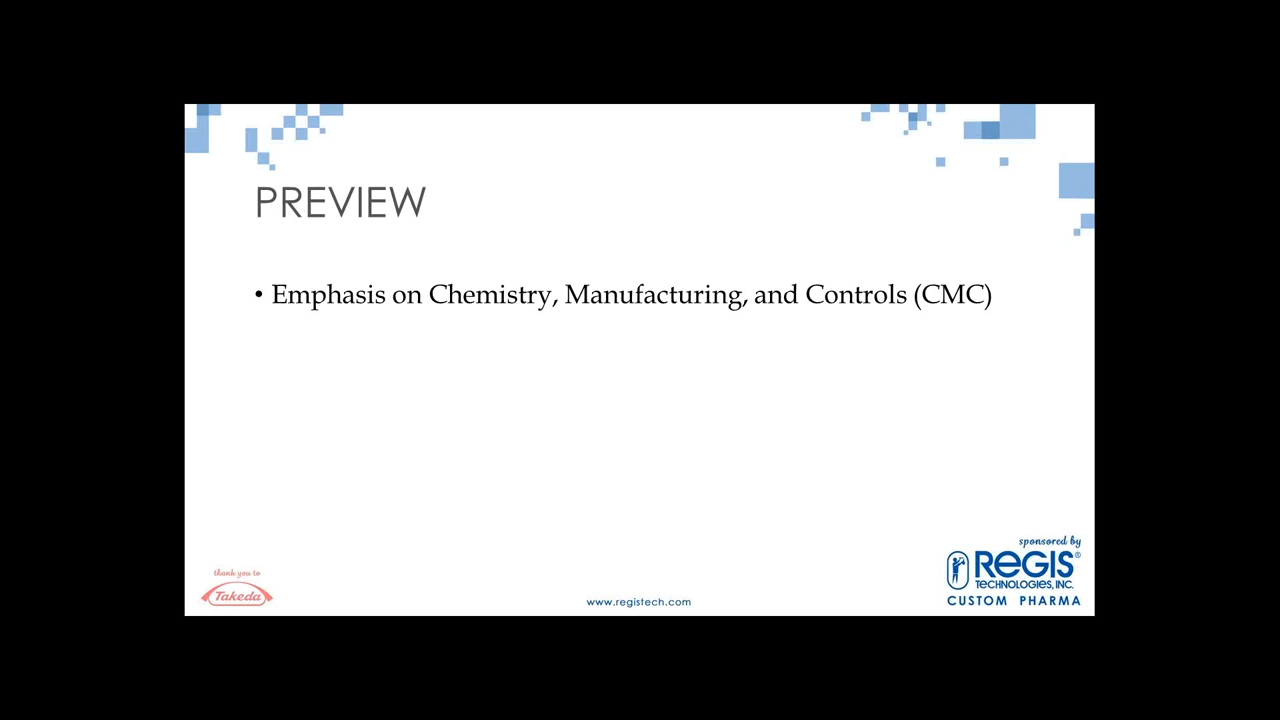 PREVIEW
• Emphasis on Chemistry, Manufacturing, and Controls (CMC)
thank you to
Takeda
www.registech.com
sponsored by
REGIS®
TECHNOLOGIES, INC.
CUSTOM PHARMA